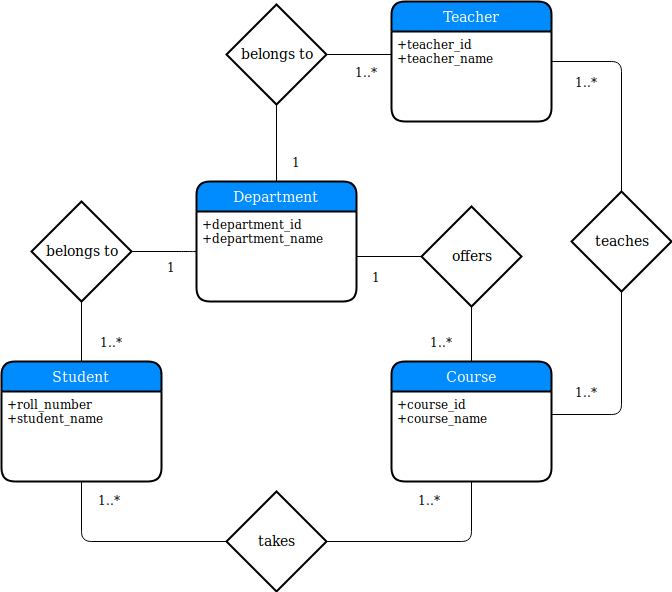 Teacher
+teacher_id
+teacher_name
belongs to
1..*
1..*
1
Department
+department_id
+department_name
belongs to
1
1
offers
teaches
1..*
1..*
Student
+roll_number
+student_name
Course
+course_id
+course_name
1..*
1..*
1..*
takes